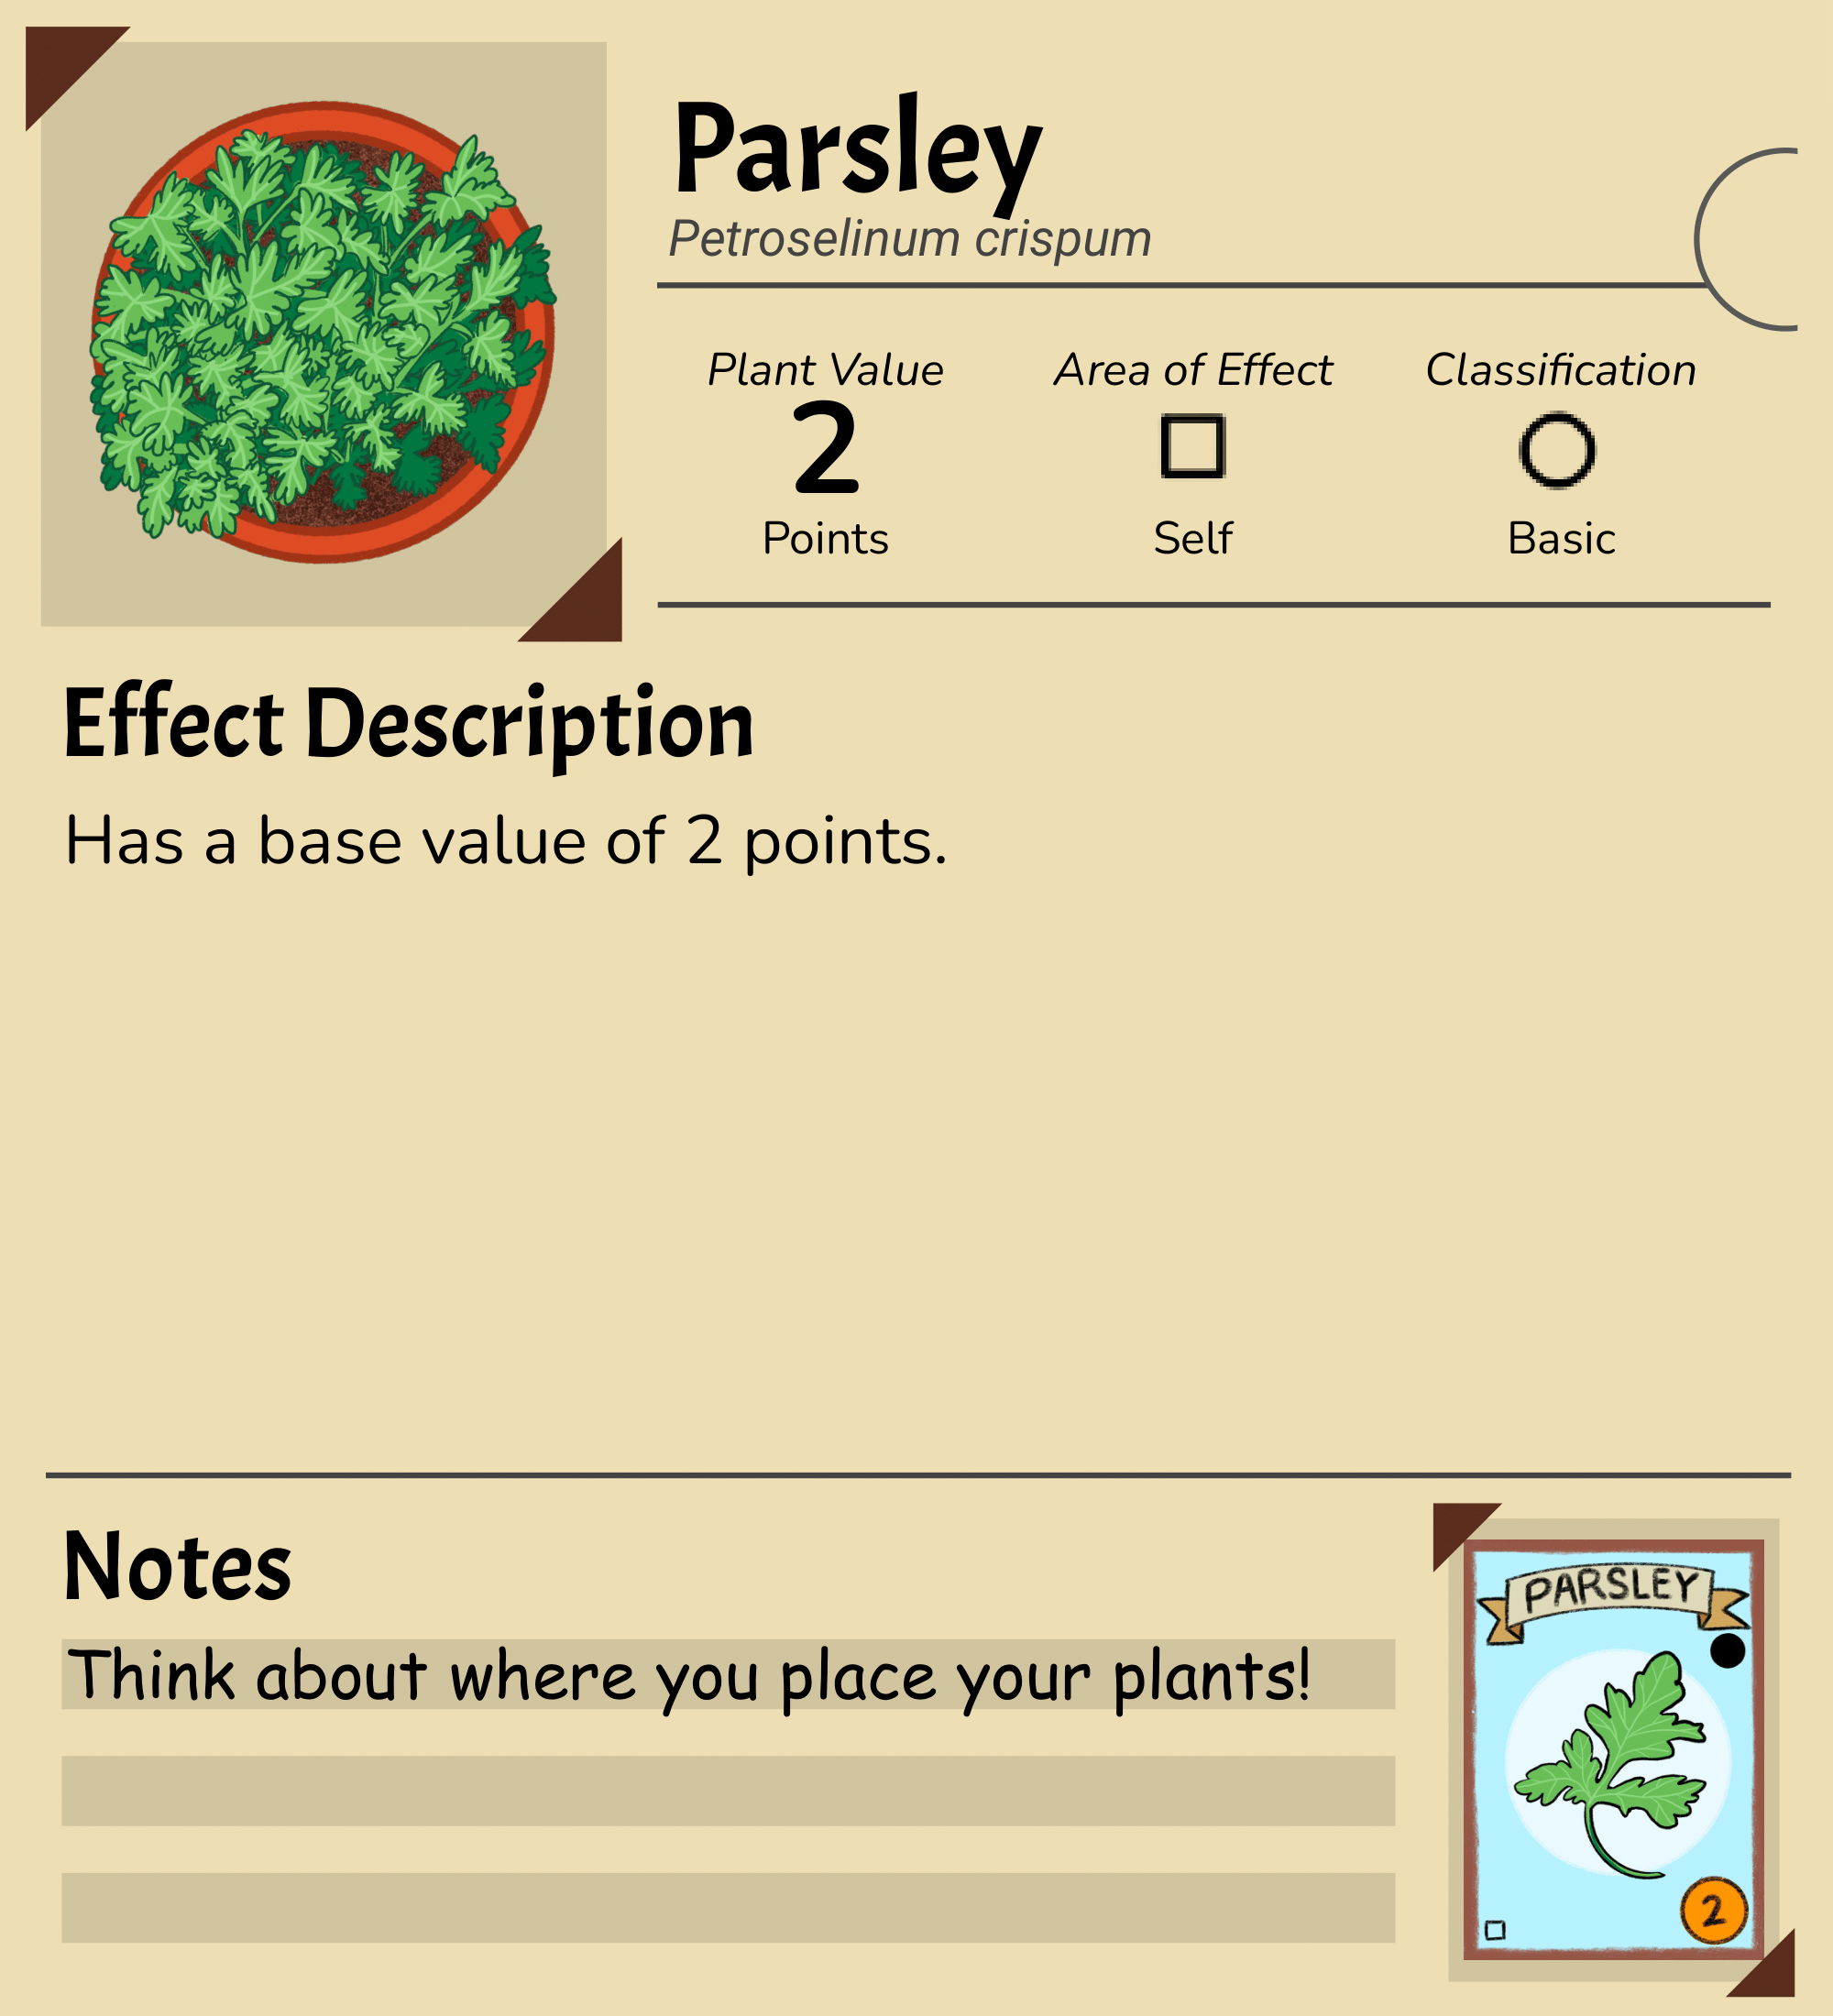 Parsley
Petroselinum crispum
Plant Value
2
Points
Area of Effect
Self
Classification
Basic
Effect Description
Has a base value of 2 points.
Notes
Think about where you place your plants!
PARSLEY
2